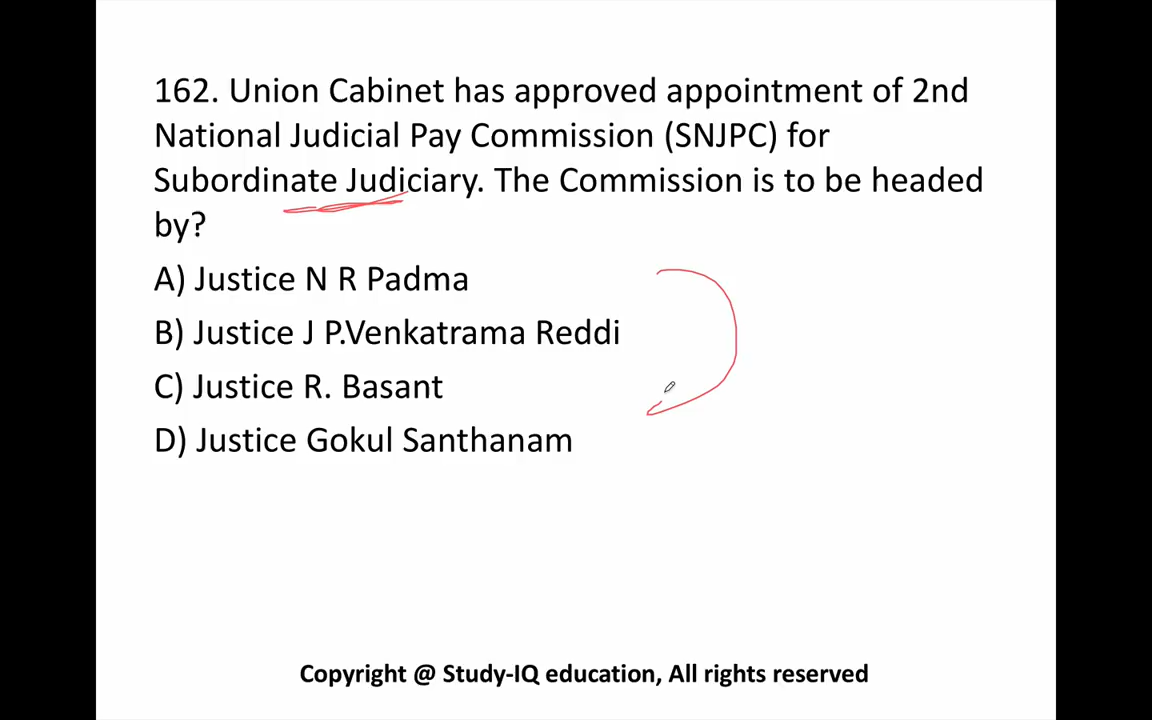 162. Union Cabinet has approved appointment of 2nd
National Judicial Pay Commission (SNJPC) for
Subordinate Judiciary. The Commission is to be headed
by?
A) Justice N R Padma
B) Justice J P.Venkatrama Reddi
C) Justice R. Basant
D) Justice Gokul Santhanam
Copyright @ Study-IQ education, All rights reserved